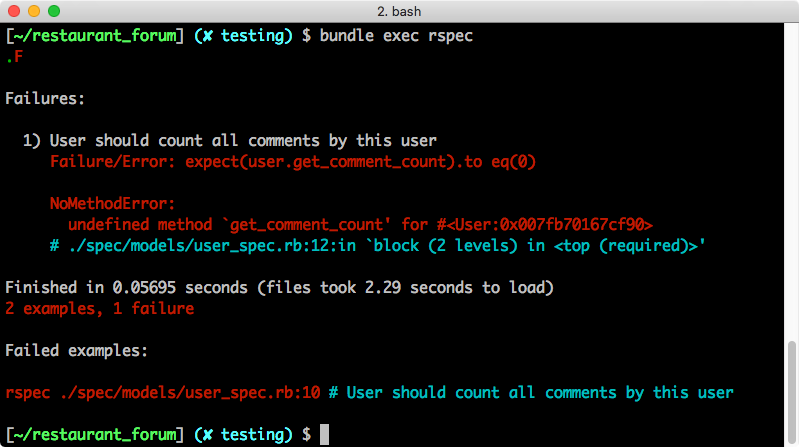 2. bash
[~/restaurant_forum] (✘ testing) $ bundle exec rspec
.F
Failures:
1) User should count all comments by this user
Failure/Error: expect(user.get_comment_count).to eq(0)
NoMethodError:
undefined method `get_comment_count' for #<User:0x007fb70167cf90>
# ./spec/models/user_spec.rb:12:in `block (2 levels) in <top (required)>'
Finished in 0.05695 seconds (files took 2.29 seconds to load)
2 examples, 1 failure
Failed examples:
rspec ./spec/models/user_spec.rb:10 # User should count all comments by this user
[~/restaurant_forum] (✘ testing) $